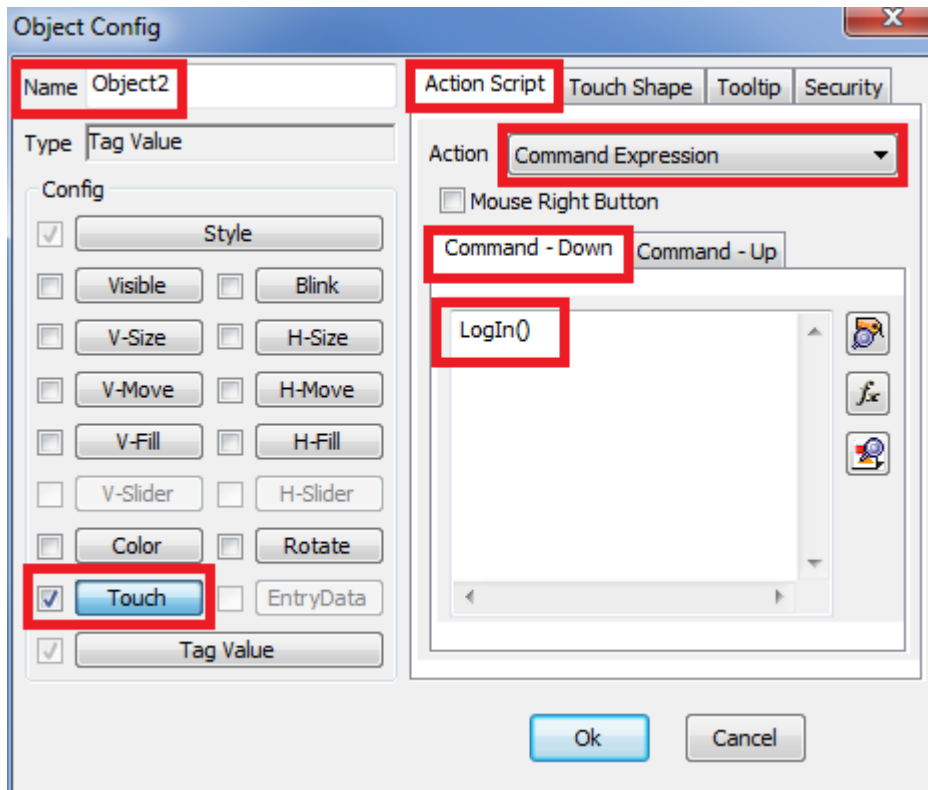 Object Config
X
Name Object2
Type Tag Value
Config
Style
Visible Blink
V-Size H-Size
V-Move H-Move
V-Fill H-Fill
V-Slider H-Slider
Color Rotate
Touch EntryData
Tag Value
Action Script Touch Shape Tooltip Security
Action Command Expression
Mouse Right Button
Command - Down Command - Up
LogIn()
fx
Ok Cancel